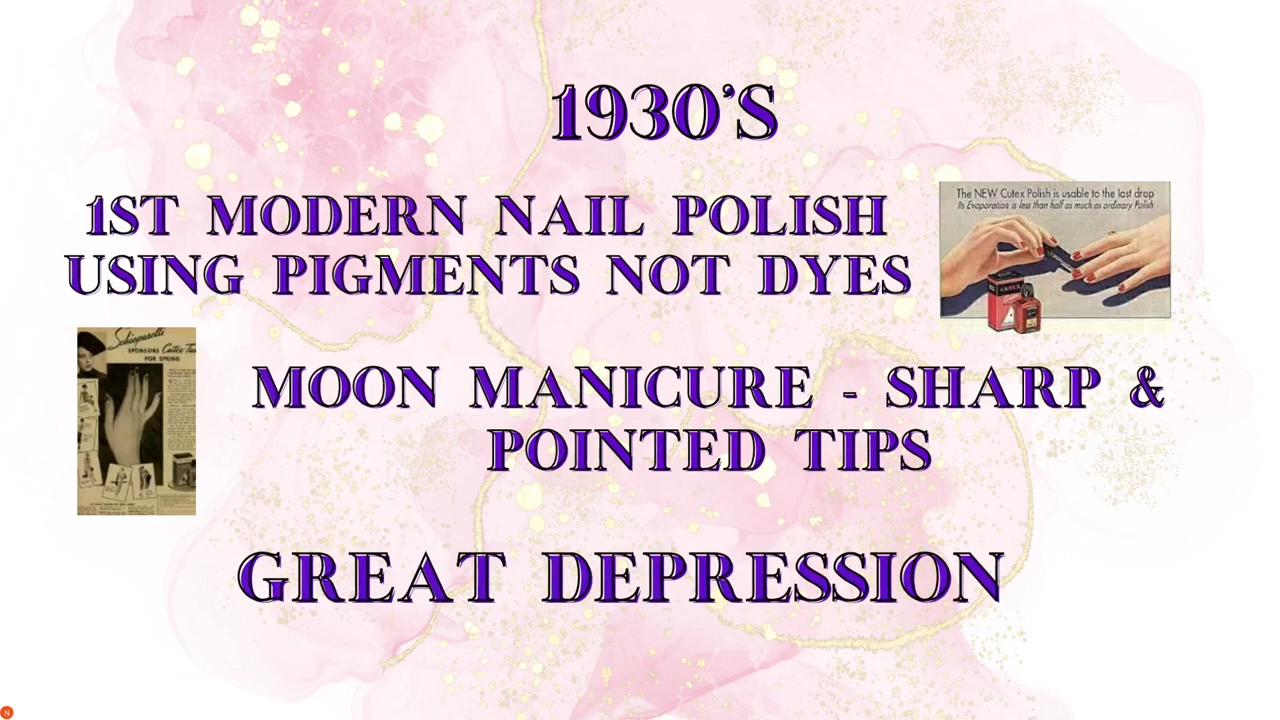 1930'S
1ST MODERN NAIL POLISH
USING PIGMENTS NOT DYES
The NEW Cutex Polish is usable to the last drop
Its Evaporation is less than half as much as ordinary Polish
CUTEX
Schiaparelli
SPONSORS Cutex
FOR SPRING
MOON MANICURE - SHARP &
POINTED TIPS
GREAT DEPRESSION
N